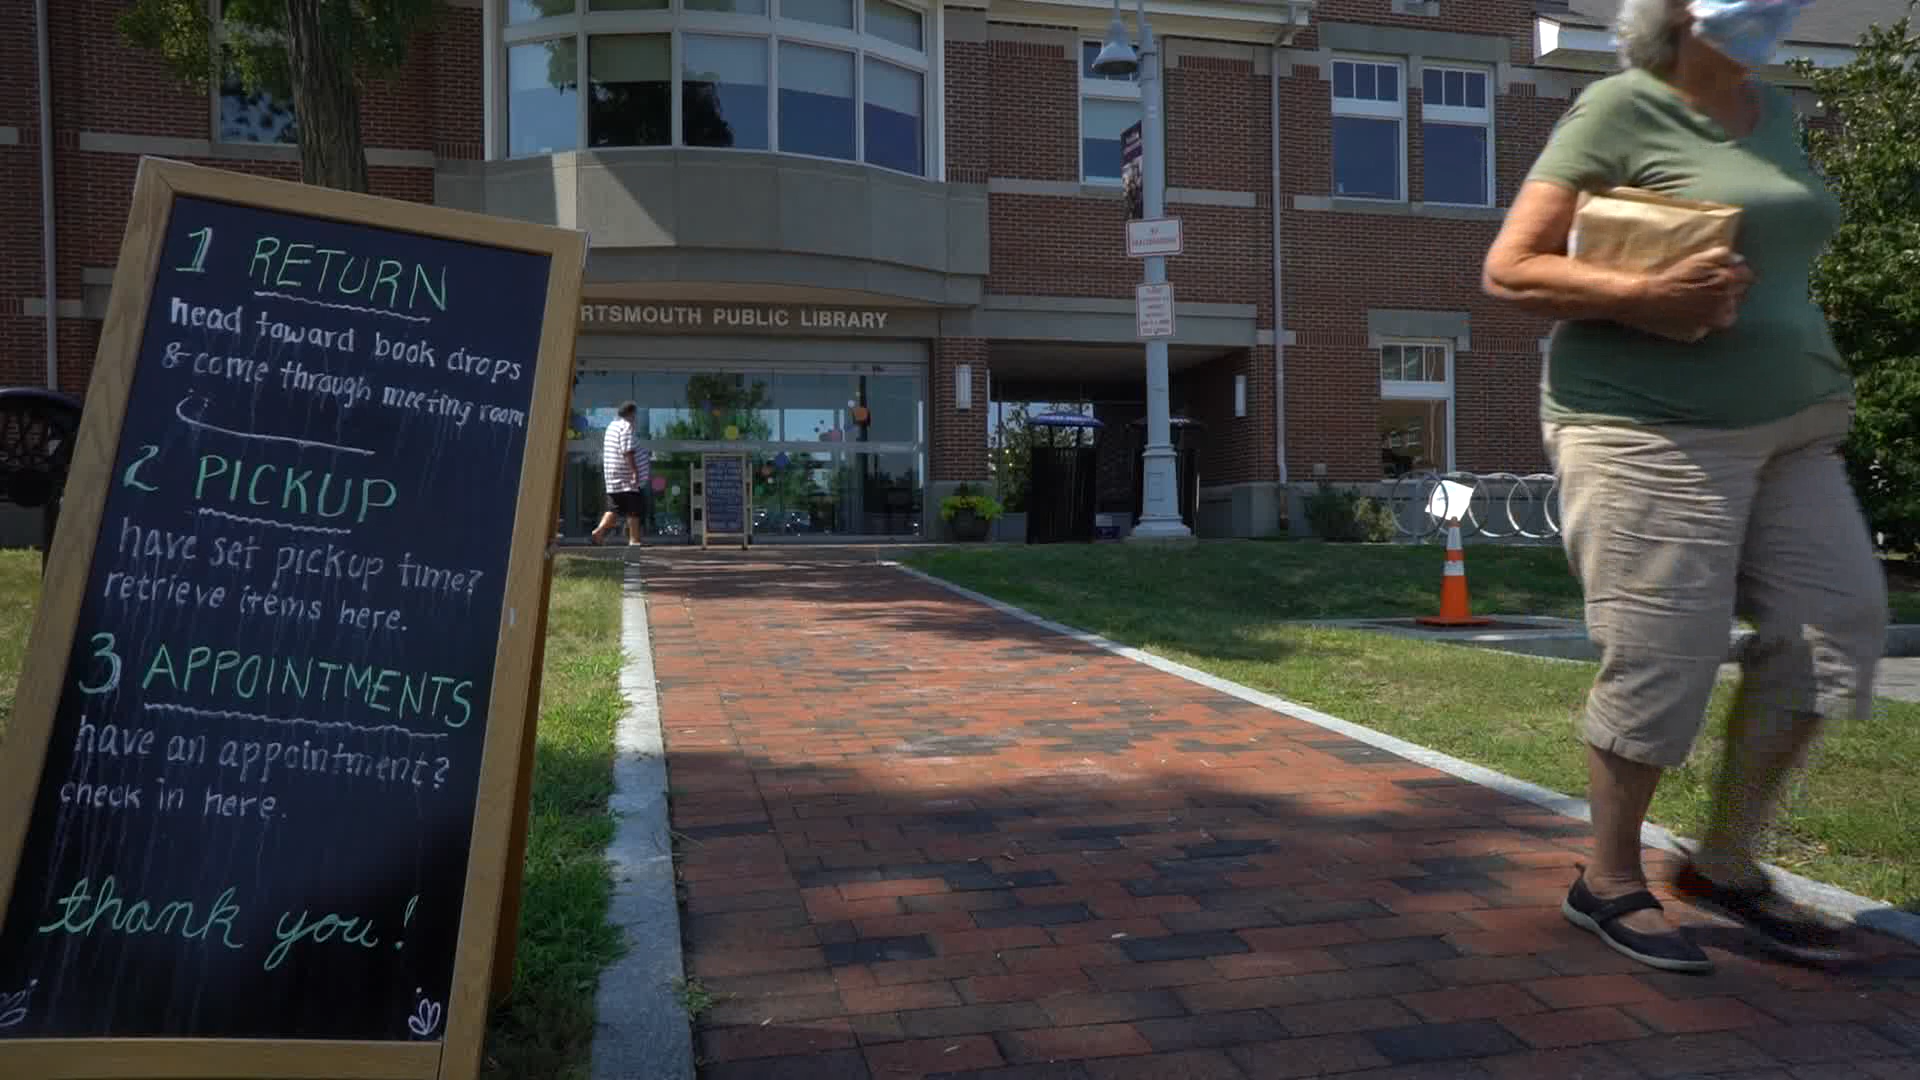 1 RETURN
head toward book drops
& come through meeting room
2 PICKUP
have set pickup time?
retrieve items here.
3 APPOINTMENTS
have an appointment?
check in here.
thank you!
RTSMOUTH PUBLIC LIBRARY